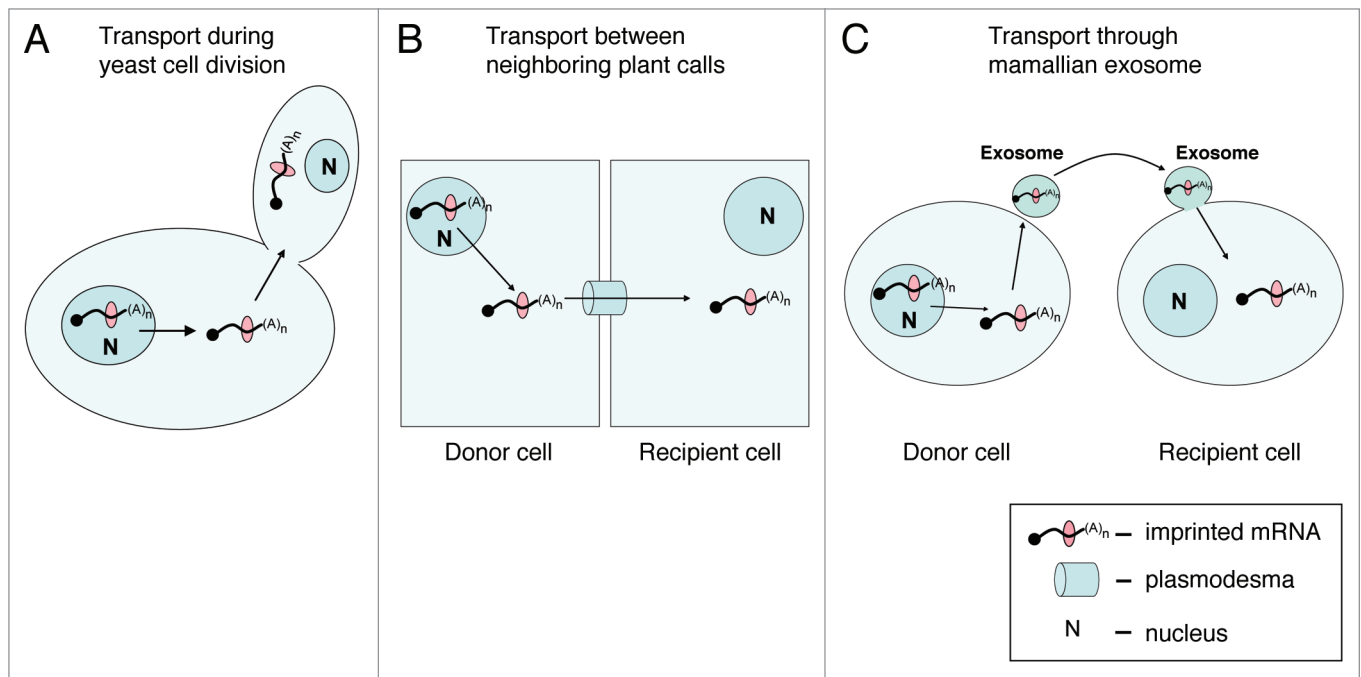 A
Transport during
yeast cell division
(A)n
N
(A)n
N
(A)n
B
Transport between
neighboring plant calls
(A)n
N
N
(A)n
(A)n
Donor cell
Recipient cell
C
Transport through
mamallian exosome
Exosome
Exosome
(A)n
(A)n
(A)n
N
(A)n
N
(A)n
Donor cell
Recipient cell
(A)n – imprinted mRNA
– plasmodesma
N – nucleus